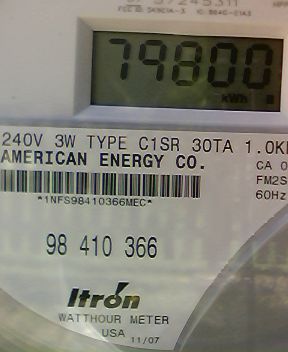 79800
kWh
240V 3W TYPE C1SR 30TA 1.0K
AMERICAN ENERGY CO.
CA 0
FM2S
60Hz
*1NFS98410366MEC*
98 410 366
Itron
WATTHOUR METER
USA 11/07